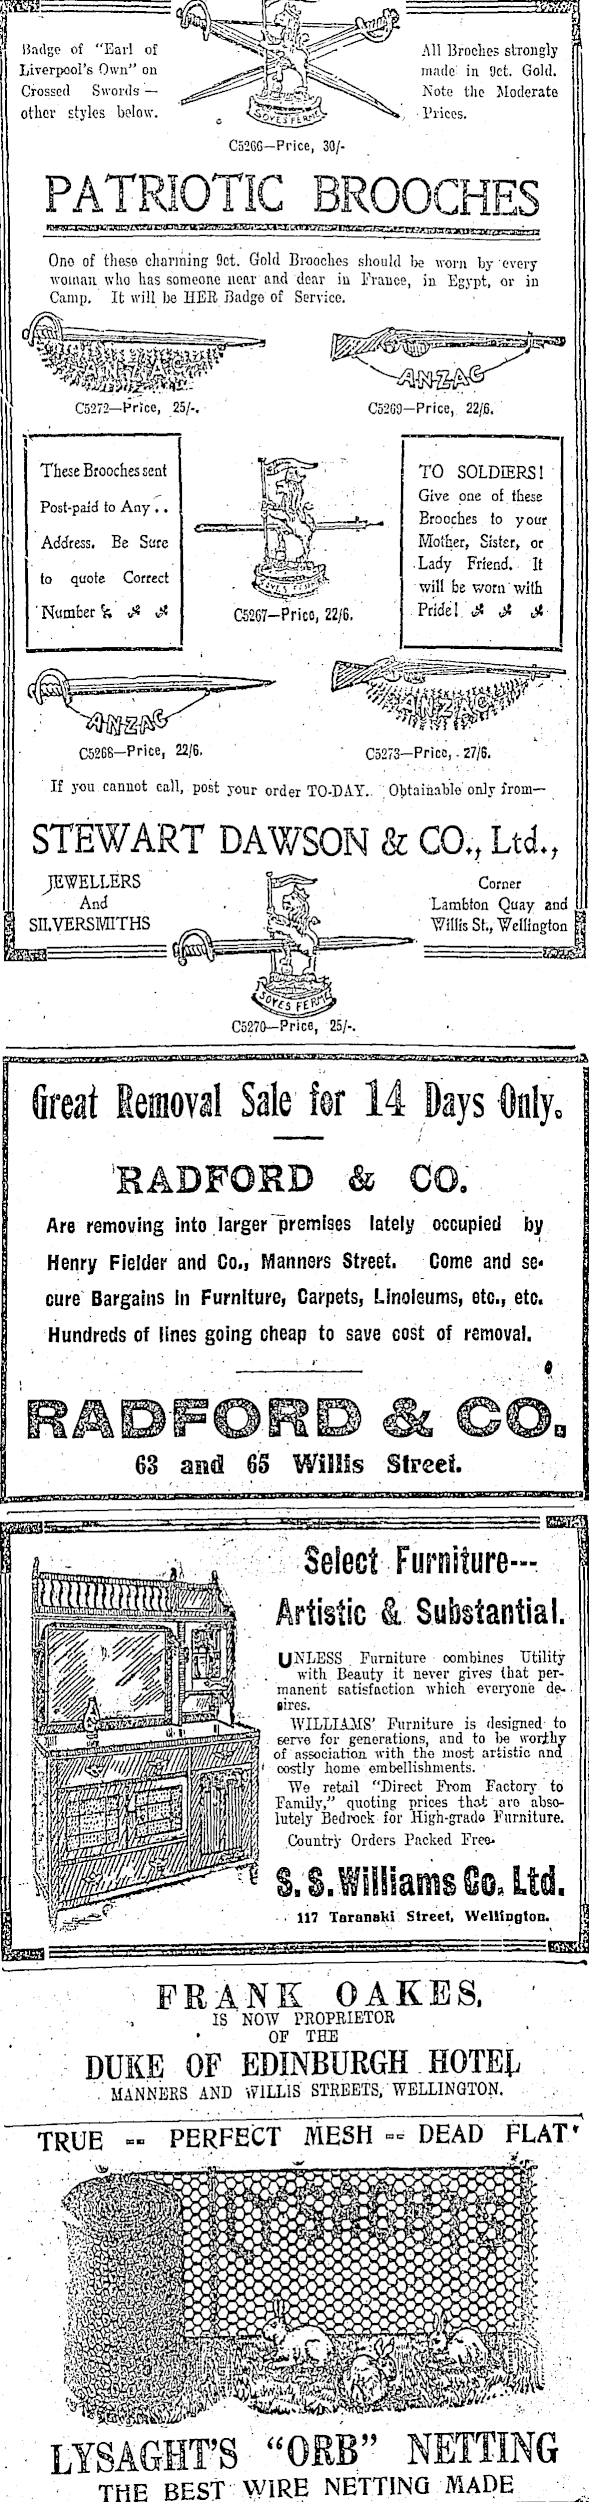 Badge of "Earl of
Liverpool's Own" on
Crossed Swords —
other styles below.
All Broches strongly
made in 9ct. Gold.
Note the Moderate
Prices.
SOYES FERME
C5266—Price, 30/-
PATRIOTIC BROOCHES
One of these charming 9ct. Gold Brooches should be worn by every
woman who has someone near and dear in France, in Egypt, or in
Camp. It will be HER Badge of Service.
ANZAC
C5272—Price, 25/-.
ANZAC
C5269—Price, 22/6.
These Brooches sent
Post-paid to Any . .
Address. Be Sure
to quote Correct
Number
SOYES FERME
C5267—Price, 22/6.
TO SOLDIERS!
Give one of these
Brooches to your
Mother, Sister, or
Lady Friend. It
will be worn with
Pride!
ANZAC
C5268—Price, 22/6.
ANZAC
C5273—Price, 27/6.
If you cannot call, post your order TO-DAY. Obtainable only from—
STEWART DAWSON & CO., Ltd.,
JEWELLERS
And
SILVERSMITHS
Corner
Lambton Quay and
Willis St., Wellington
SOYES FERME
C5270—Price, 25/-.
Great Removal Sale for 14 Days Only.
RADFORD & CO.
Are removing into larger premises lately occupied by
Henry Fielder and Co., Manners Street. Come and se-
cure Bargains in Furniture, Carpets, Linoleums, etc., etc.
Hundreds of lines going cheap to save cost of removal.
RADFORD & CO.
63 and 65 Willis Street.
Select Furniture---
Artistic & Substantial.
UNLESS Furniture combines Utility
with Beauty it never gives that per-
manent satisfaction which everyone de-
sires.
WILLIAMS' Furniture is designed to
serve for generations, and to be worthy
of association with the most artistic and
costly home embellishments.
We retail "Direct From Factory to
Family," quoting prices that are abso-
lutely Bedrock for High-grade Furniture.
Country Orders Packed Free.
S. S. Williams Co. Ltd.
117 Taranaki Street, Wellington.
FRANK OAKES,
IS NOW PROPRIETOR
OF THE
DUKE OF EDINBURGH HOTEL
MANNERS AND WILLIS STREETS, WELLINGTON.
TRUE -- PERFECT MESH -- DEAD FLAT
LYSAGHTS
LYSAGHT'S "ORB" NETTING
THE BEST WIRE NETTING MADE